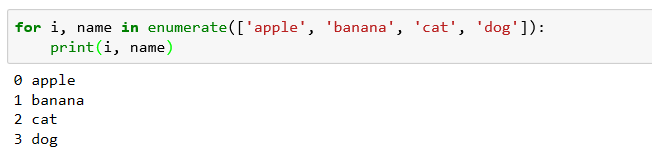 for i, name in enumerate(['apple', 'banana', 'cat', 'dog']):
    print(i, name)
0 apple
1 banana
2 cat
3 dog